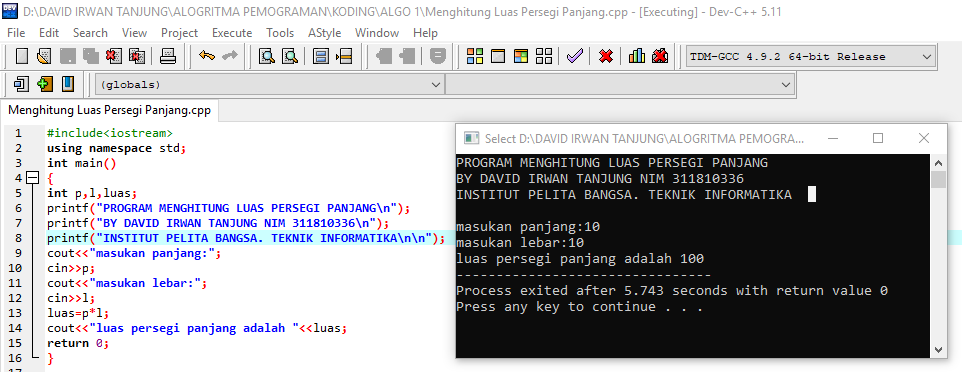 D:\DAVID IRWAN TANJUNG\ALOGRITMA PEMOGRAMAN\KODING\ALGO 1\Menghitung Luas Persegi Panjang.cpp - [Executing] - Dev-C++ 5.11
File Edit Search View Project Execute Tools AStyle Window Help
TDM-GCC 4.9.2 64-bit Release
(globals)
Menghitung Luas Persegi Panjang.cpp
1 #include<iostream>
2 using namespace std;
3 int main()
4 {
5 int p,l,luas;
6 printf("PROGRAM MENGHITUNG LUAS PERSEGI PANJANG\n");
7 printf("BY DAVID IRWAN TANJUNG NIM 311810336\n");
8 printf("INSTITUT PELITA BANGSA. TEKNIK INFORMATIKA\n\n");
9 cout<<"masukan panjang:";
10 cin>>p;
11 cout<<"masukan lebar:";
12 cin>>l;
13 luas=p*l;
14 cout<<"luas persegi panjang adalah "<<luas;
15 return 0;
16 }
17
Select D:\DAVID IRWAN TANJUNG\ALOGRITMA PEMOGRA...
PROGRAM MENGHITUNG LUAS PERSEGI PANJANG
BY DAVID IRWAN TANJUNG NIM 311810336
INSTITUT PELITA BANGSA. TEKNIK INFORMATIKA
masukan panjang:10
masukan lebar:10
luas persegi panjang adalah 100
--------------------------------
Process exited after 5.743 seconds with return value 0
Press any key to continue . . .